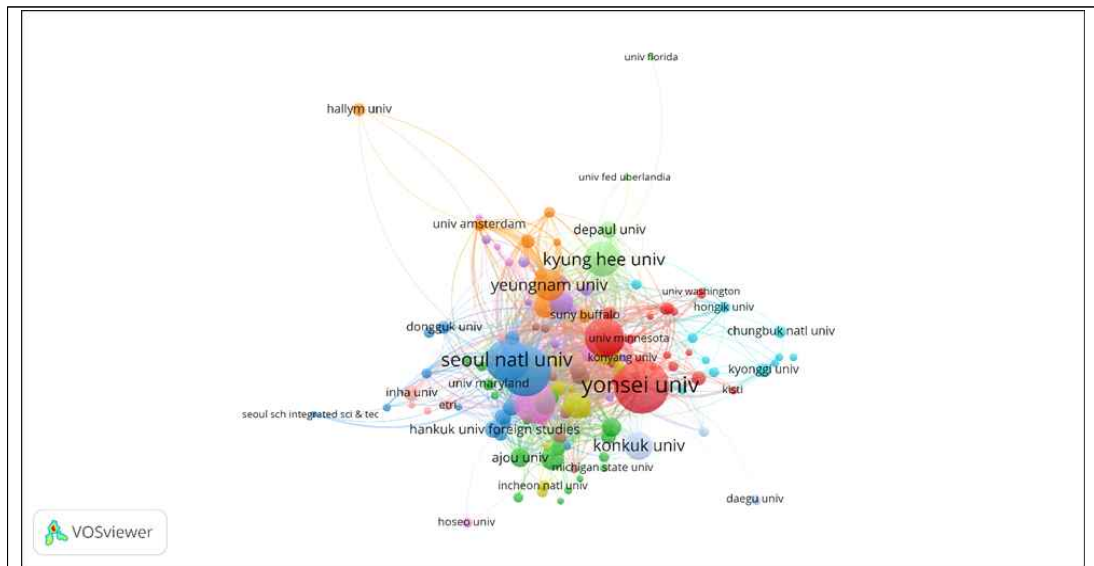 univ florida
hallym univ
univ fed uberlandia
univ amsterdam
depaul univ
kyung hee univ
yeungnam univ
univ washington
hongik univ
suny buffalo
dongguk univ
chungbuk natl univ
univ minnesota
konyang univ
seoul natl univ
kyonggi univ
univ maryland
yonsei univ
inha univ
kisti
etri
seoul sch integrated sci & tec
hankuk univ foreign studies
konkuk univ
ajou univ
michigan state univ
incheon natl univ
daegu univ
hoseo univ
VOSviewer